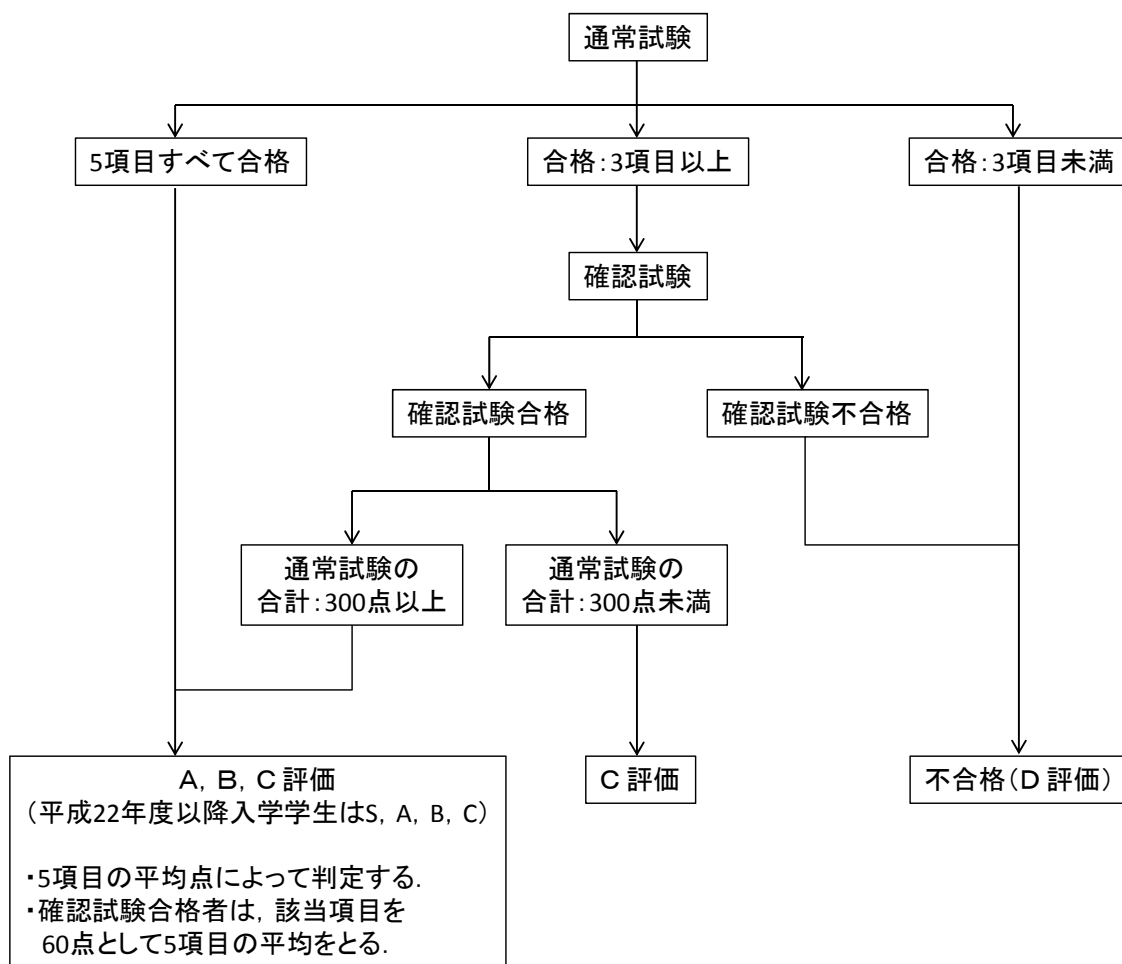 通常試験
5項目すべて合格
合格:3項目以上
合格:3項目未満
確認試験
確認試験合格
確認試験不合格
通常試験の
合計:300点以上
通常試験の
合計:300点未満
A, B, C 評価
(平成22年度以降入学学生はS, A, B, C)
・5項目の平均点によって判定する.
・確認試験合格者は, 該当項目を
60点として5項目の平均をとる.
C 評価
不合格(D 評価)